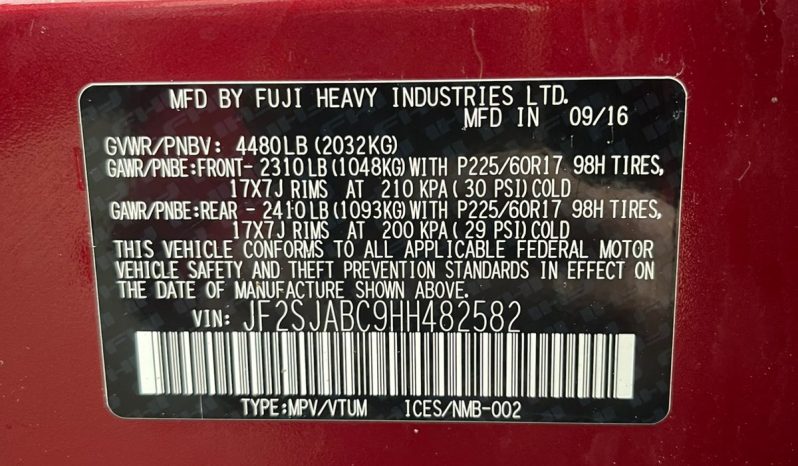 MFD BY FUJI HEAVY INDUSTRIES LTD.
MFD IN 09/16
GVWR/PNBV: 4480LB (2032KG)
GAWR/PNBE:FRONT- 2310LB (1048KG) WITH P225/60R17 98H TIRES,
17X7J RIMS AT 210 KPA ( 30 PSI) COLD
GAWR/PNBE:REAR - 2410LB (1093KG) WITH P225/60R17 98H TIRES,
17X7J RIMS AT 200 KPA ( 29 PSI) COLD
THIS VEHICLE CONFORMS TO ALL APPLICABLE FEDERAL MOTOR
VEHICLE SAFETY AND THEFT PREVENTION STANDARDS IN EFFECT ON
THE DATE OF MANUFACTURE SHOWN ABOVE.
VIN: JF2SJABC9HH482582
TYPE:MPV/VTUM ICES/NMB-002